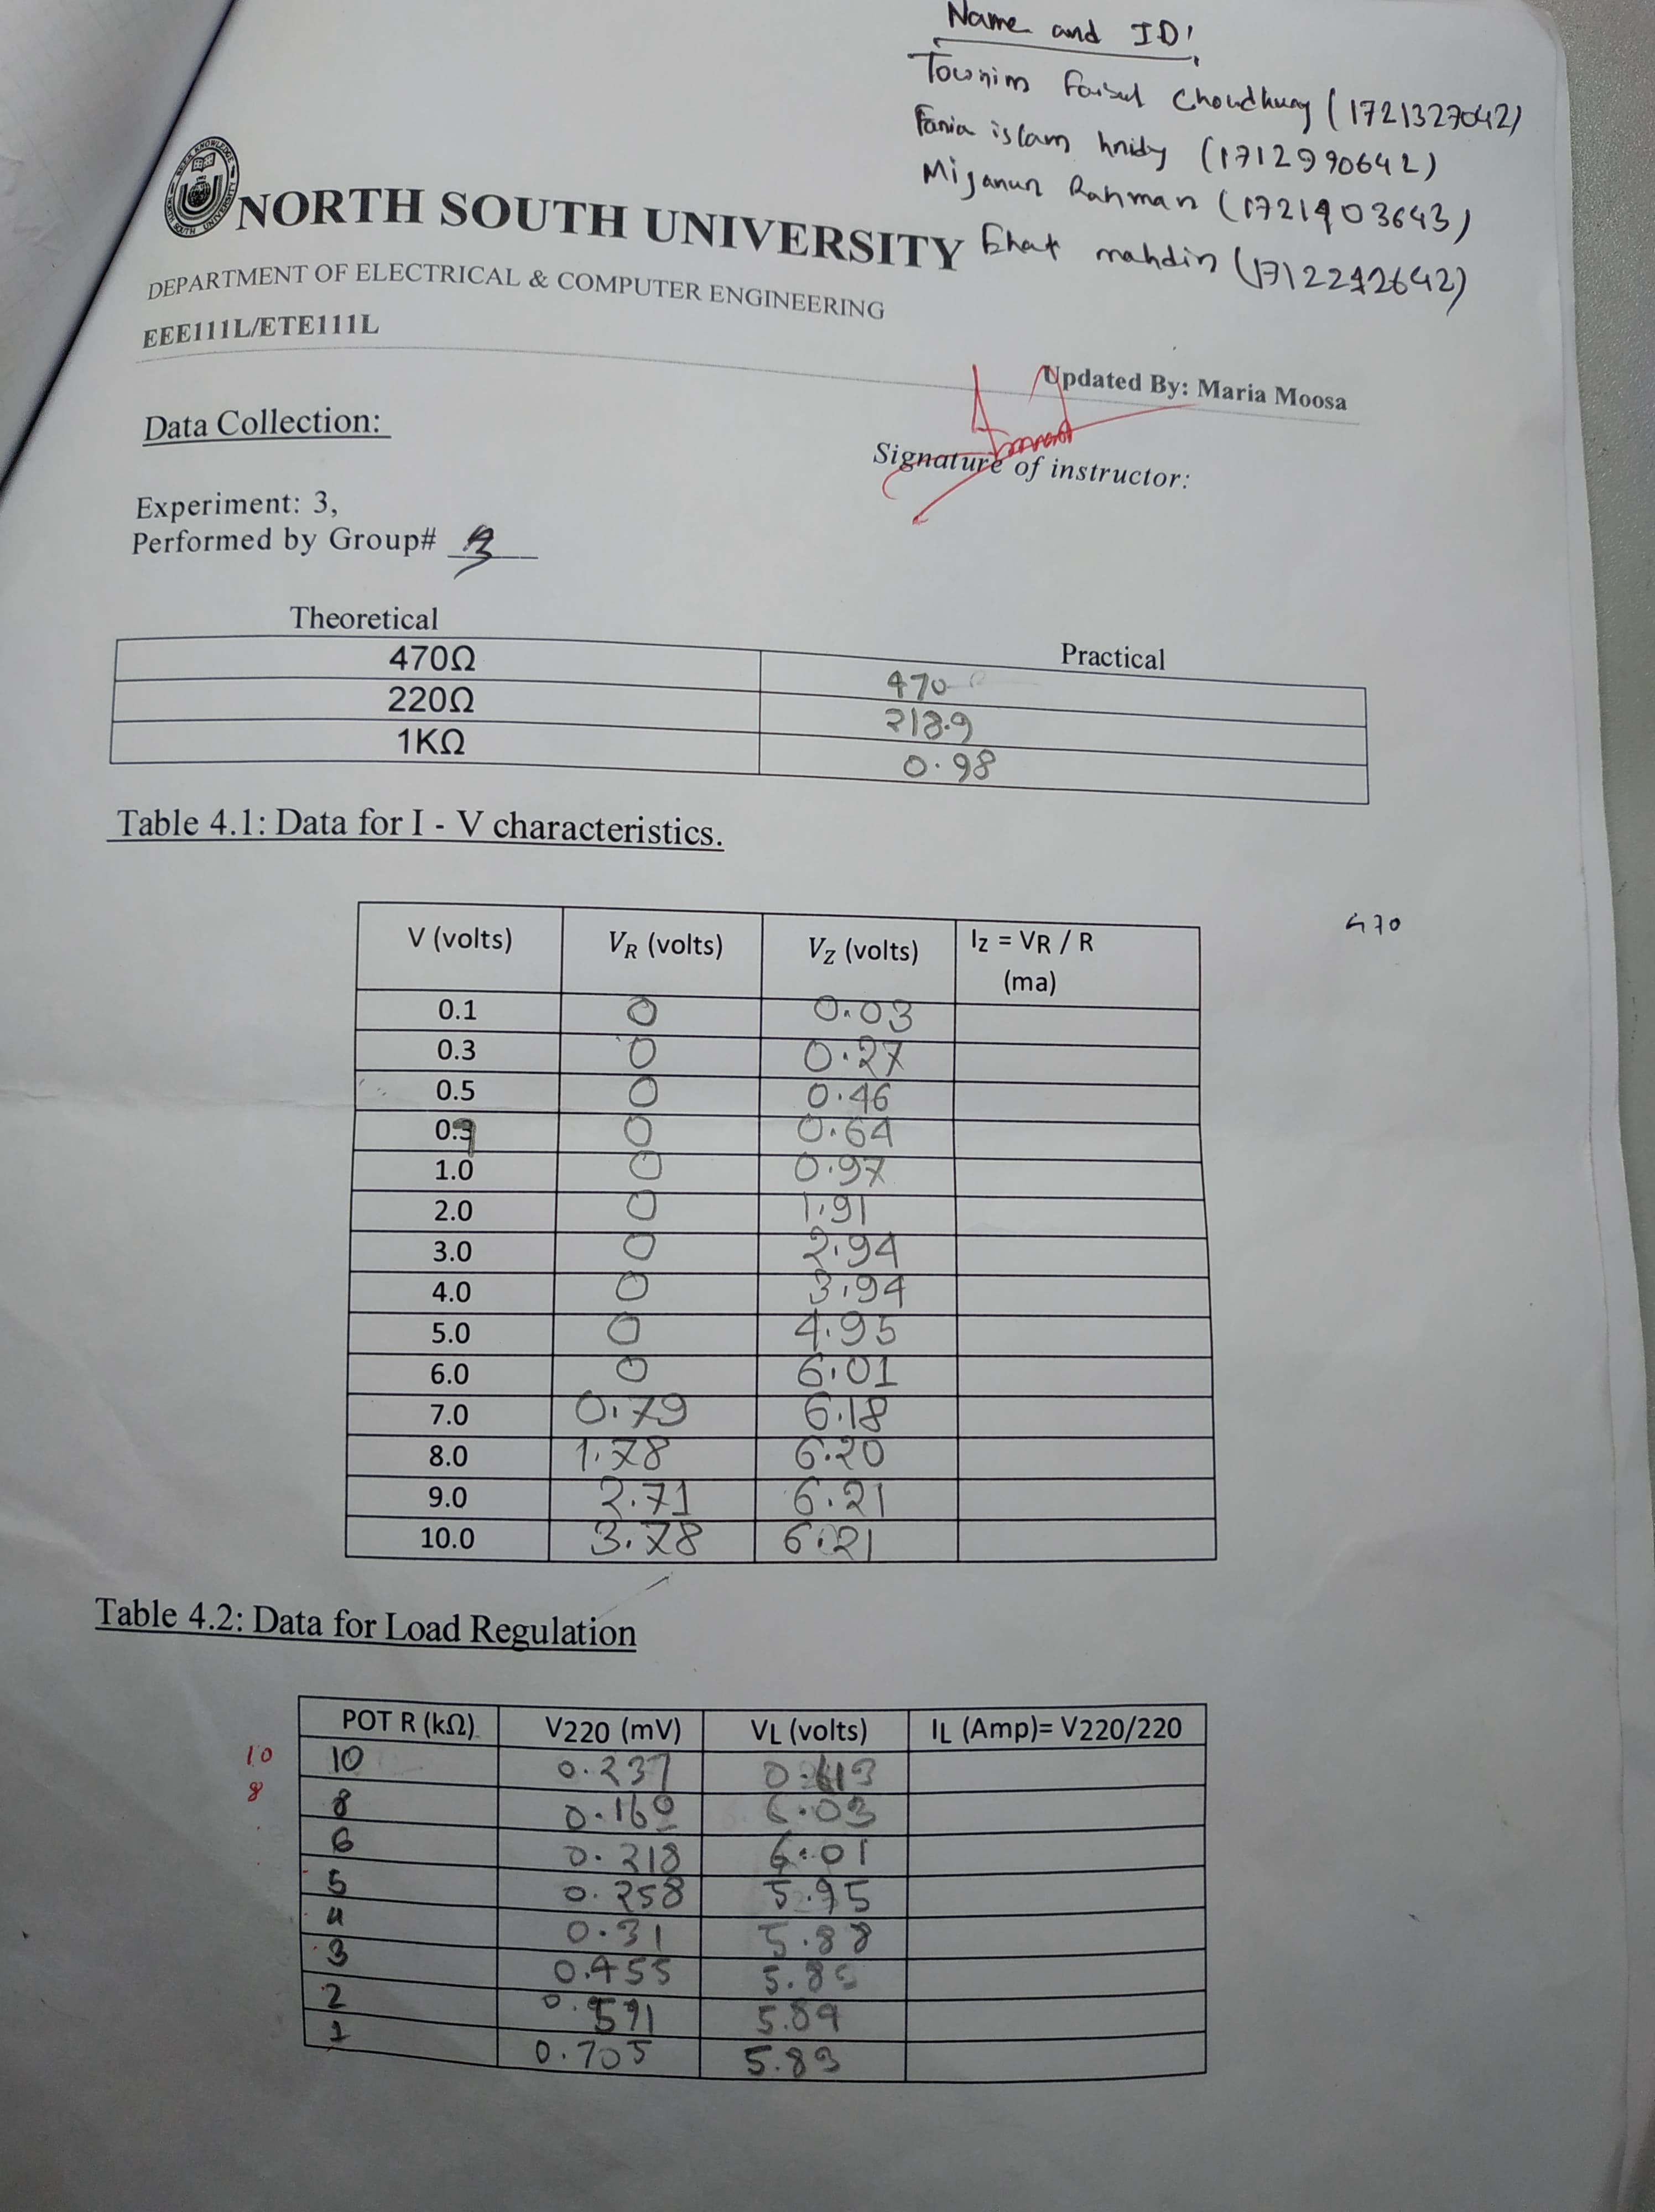 Name and ID:
Townim Faisal Choudhury (1721327042)
Fania islam hridy (1712990642)
Mijanur Rahman (1721903643)
NORTH SOUTH UNIVERSITY
mahdin
DEPARTMENT OF ELECTRICAL & COMPUTER ENGINEERING
EEE111L/ETE111L
Updated By: Maria Moosa
Data Collection:
Signature of instructor:
Experiment: 3,
Performed by Group# 3
Theoretical Practical
470Ω 470
220Ω 218.9
1KΩ 0.98
Table 4.1: Data for I - V characteristics.
470
V (volts) VR (volts) VZ (volts) IZ = VR / R
(ma)
0.1 0 0.03
0.3 0 0.27
0.5 0 0.46
0.7 0 0.64
1.0 0 0.97
2.0 0 1.91
3.0 0 2.94
4.0 0 3.94
5.0 0 4.95
6.0 0 6.01
7.0 0.79 6.18
8.0 1.78 6.20
9.0 2.71 6.21
10.0 3.78 6.21
Table 4.2: Data for Load Regulation
POT R (kΩ) V220 (mV) VL (volts) IL (Amp)= V220/220
10 10 0.237
8 8 0.160 6.03
6 0.218 6.01
5 0.258 5.95
4 0.31 5.88
3 0.455
2 0.591 5.84
1 0.705 5.83